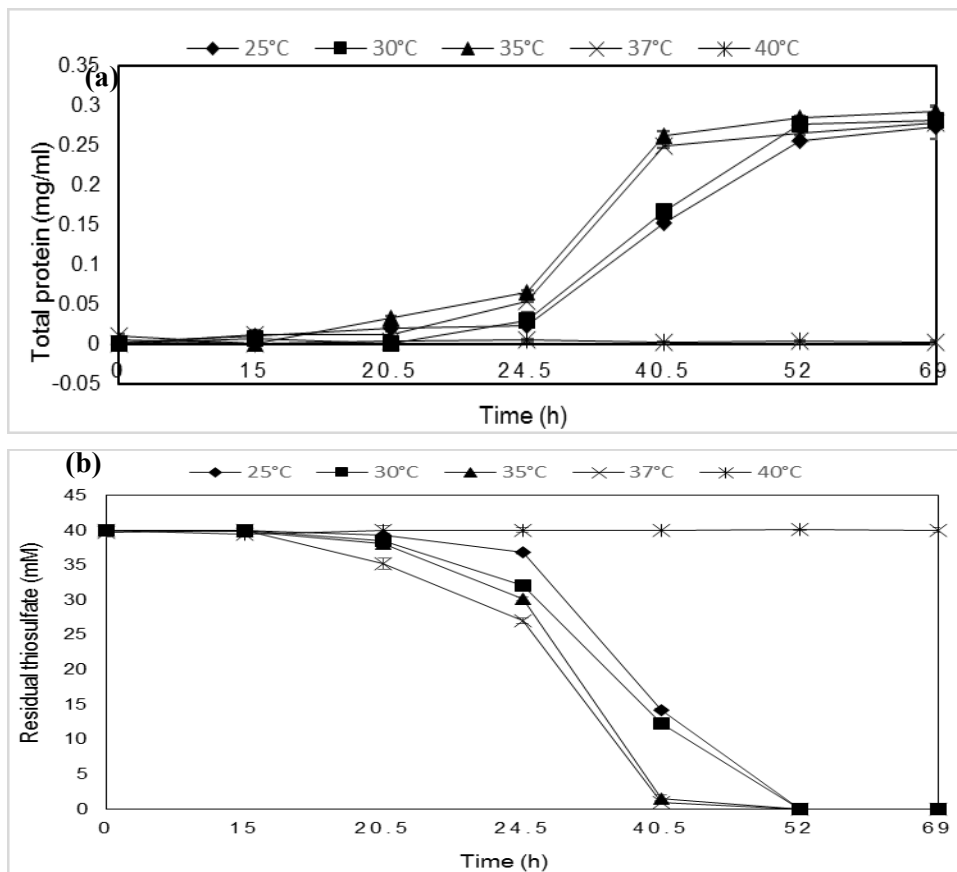 25°C 30°C 35°C 37°C 40°C
(a)
0.35
0.3
0.25
0.2
0.15
0.1
0.05
0
-0.05
Total protein (mg/ml)
0 15 20.5 24.5 40.5 52 69
Time (h)
(b)
25°C 30°C 35°C 37°C 40°C
45
40
35
30
25
20
15
10
5
0
Residual thiosulfate (mM)
0 15 20.5 24.5 40.5 52 69
Time (h)